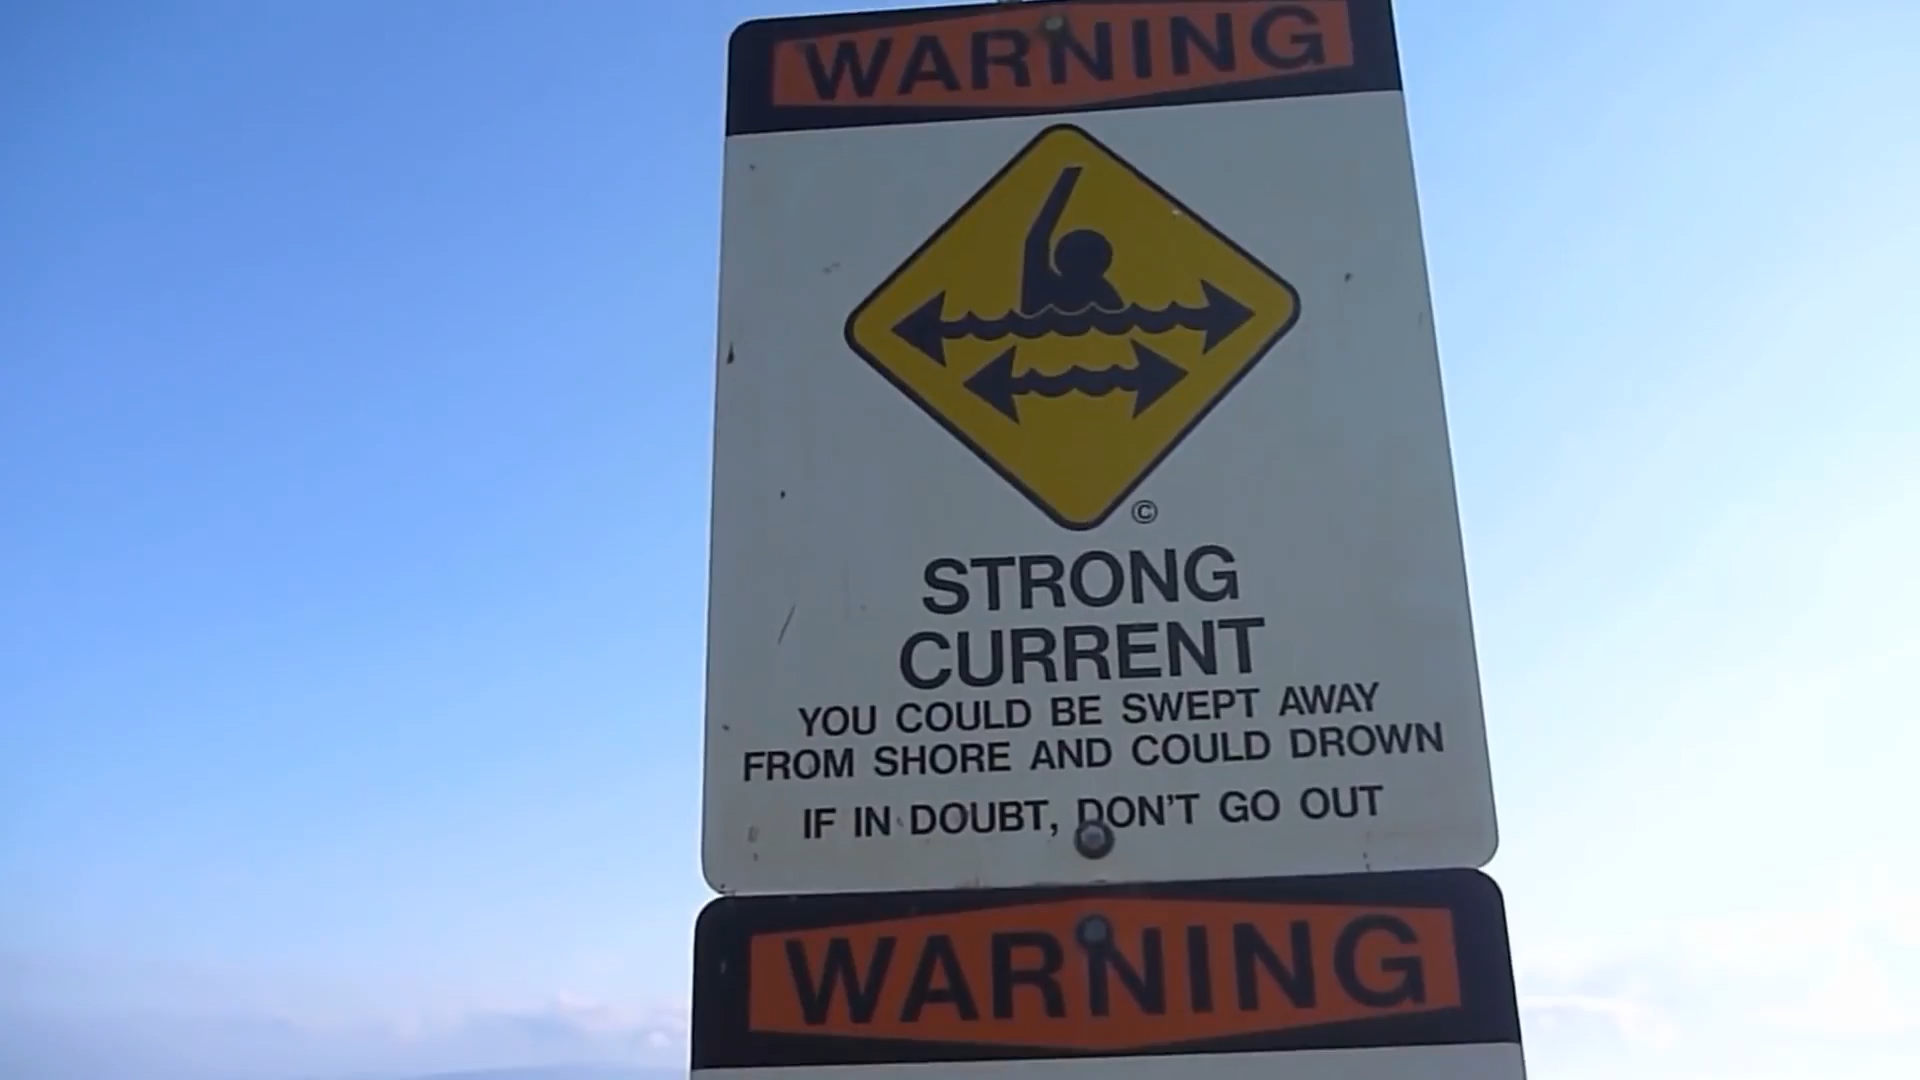 WARNING
©
STRONG
CURRENT
YOU COULD BE SWEPT AWAY
FROM SHORE AND COULD DROWN
IF IN DOUBT, DON'T GO OUT
WARNING